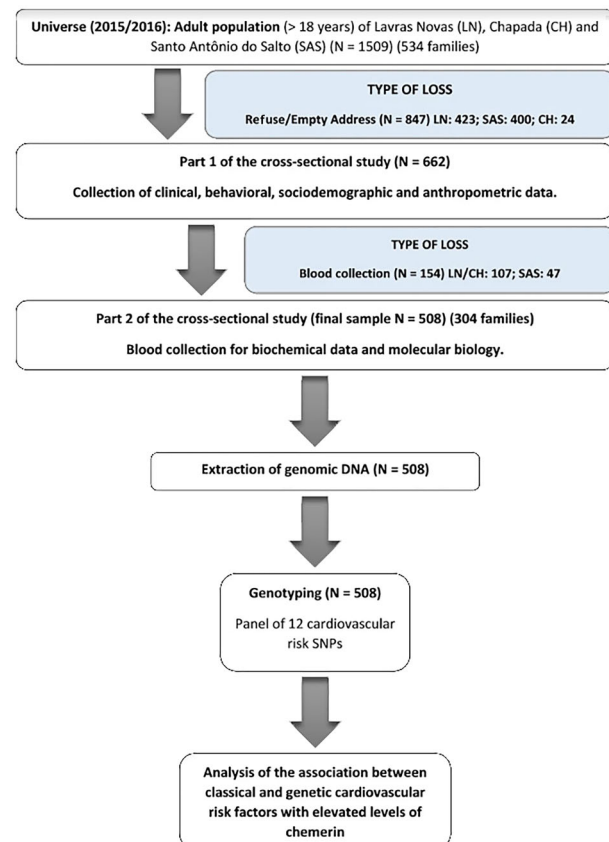 Universe (2015/2016): Adult population (> 18 years) of Lavras Novas (LN), Chapada (CH) and
Santo Antônio do Salto (SAS) (N = 1509) (534 families)
TYPE OF LOSS
Refuse/Empty Address (N = 847) LN: 423; SAS: 400; CH: 24
Part 1 of the cross-sectional study (N = 662)
Collection of clinical, behavioral, sociodemographic and anthropometric data.
TYPE OF LOSS
Blood collection (N = 154) LN/CH: 107; SAS: 47
Part 2 of the cross-sectional study (final sample N = 508) (304 families)
Blood collection for biochemical data and molecular biology.
Extraction of genomic DNA (N = 508)
Genotyping (N = 508)
Panel of 12 cardiovascular
risk SNPs
Analysis of the association between
classical and genetic cardiovascular
risk factors with elevated levels of
chemerin